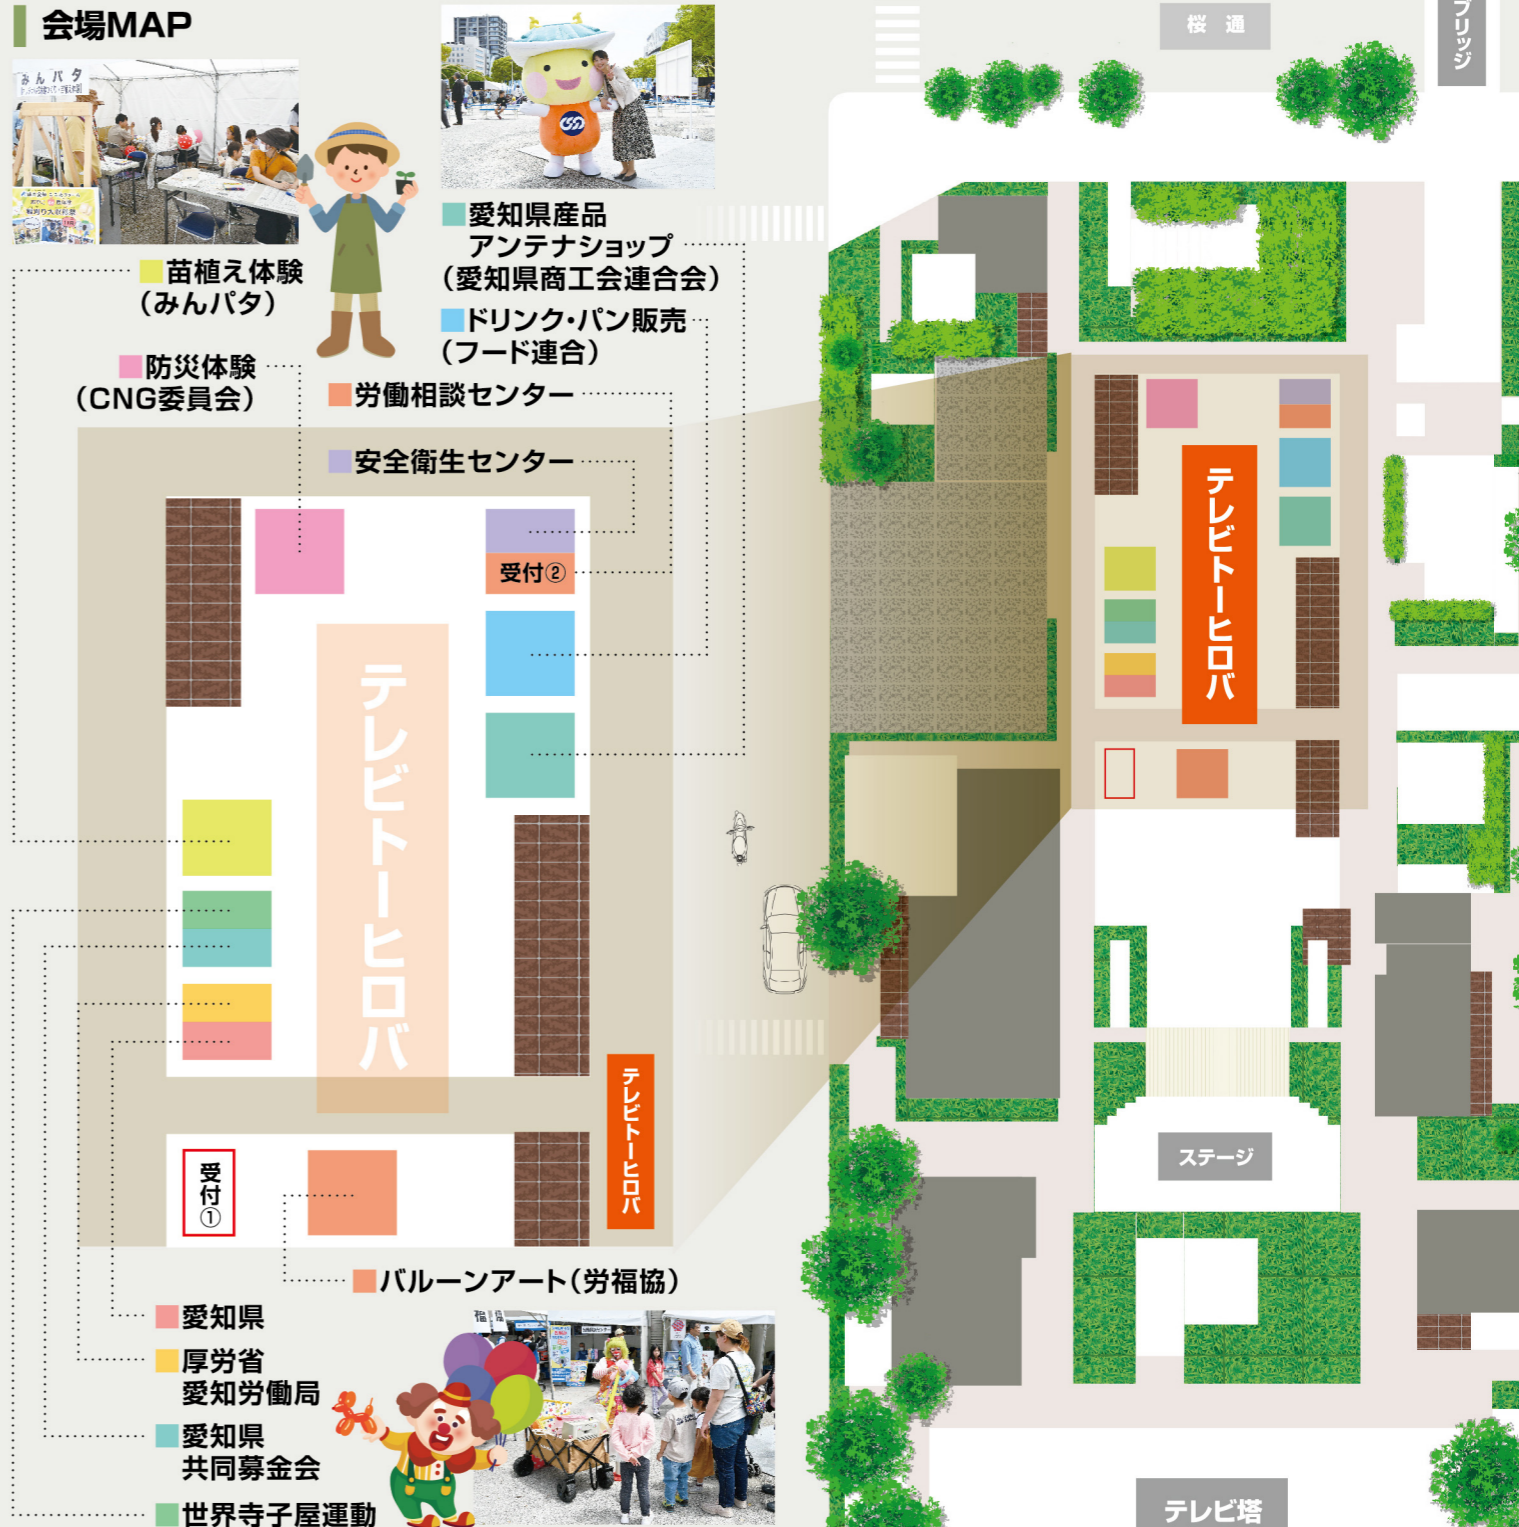 会場MAP
みんパタ
桜通
ブリッジ
愛知県産品
アンテナショップ
(愛知県商工会連合会)
苗植え体験
(みんパタ)
ドリンク・パン販売
(フード連合)
防災体験
(CNG委員会)
労働相談センター
安全衛生センター
受付②
テレビトーヒロバ
テレビトーヒロバ
テレビトーヒロバ
受付①
ステージ
バルーンアート(労福協)
愛知県
厚労省
愛知労働局
愛知県
共同募金会
世界寺子屋運動
テレビ塔